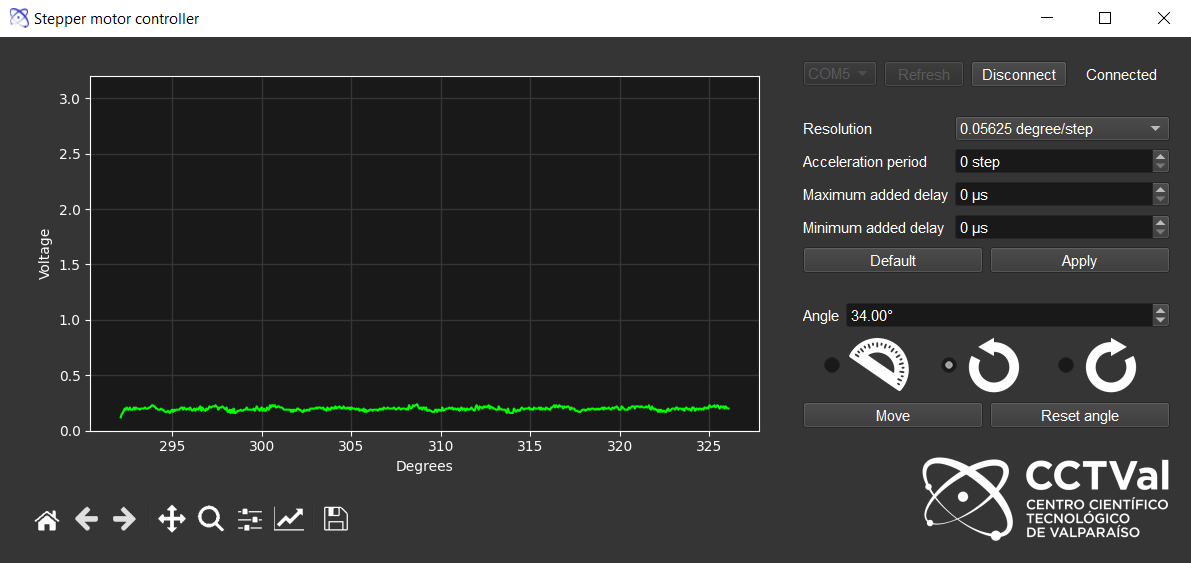 Stepper motor controller
COM5 Refresh Disconnect Connected
Resolution 0.05625 degree/step
Acceleration period 0 step
Maximum added delay 0 µs
Minimum added delay 0 µs
Default Apply
Angle 34.00°
Move Reset angle
3.0
2.5
2.0
1.5
1.0
0.5
0.0
Voltage
295 300 305 310 315 320 325
Degrees
CCTVal
CENTRO CIENTÍFICO
TECNOLÓGICO
DE VALPARAÍSO